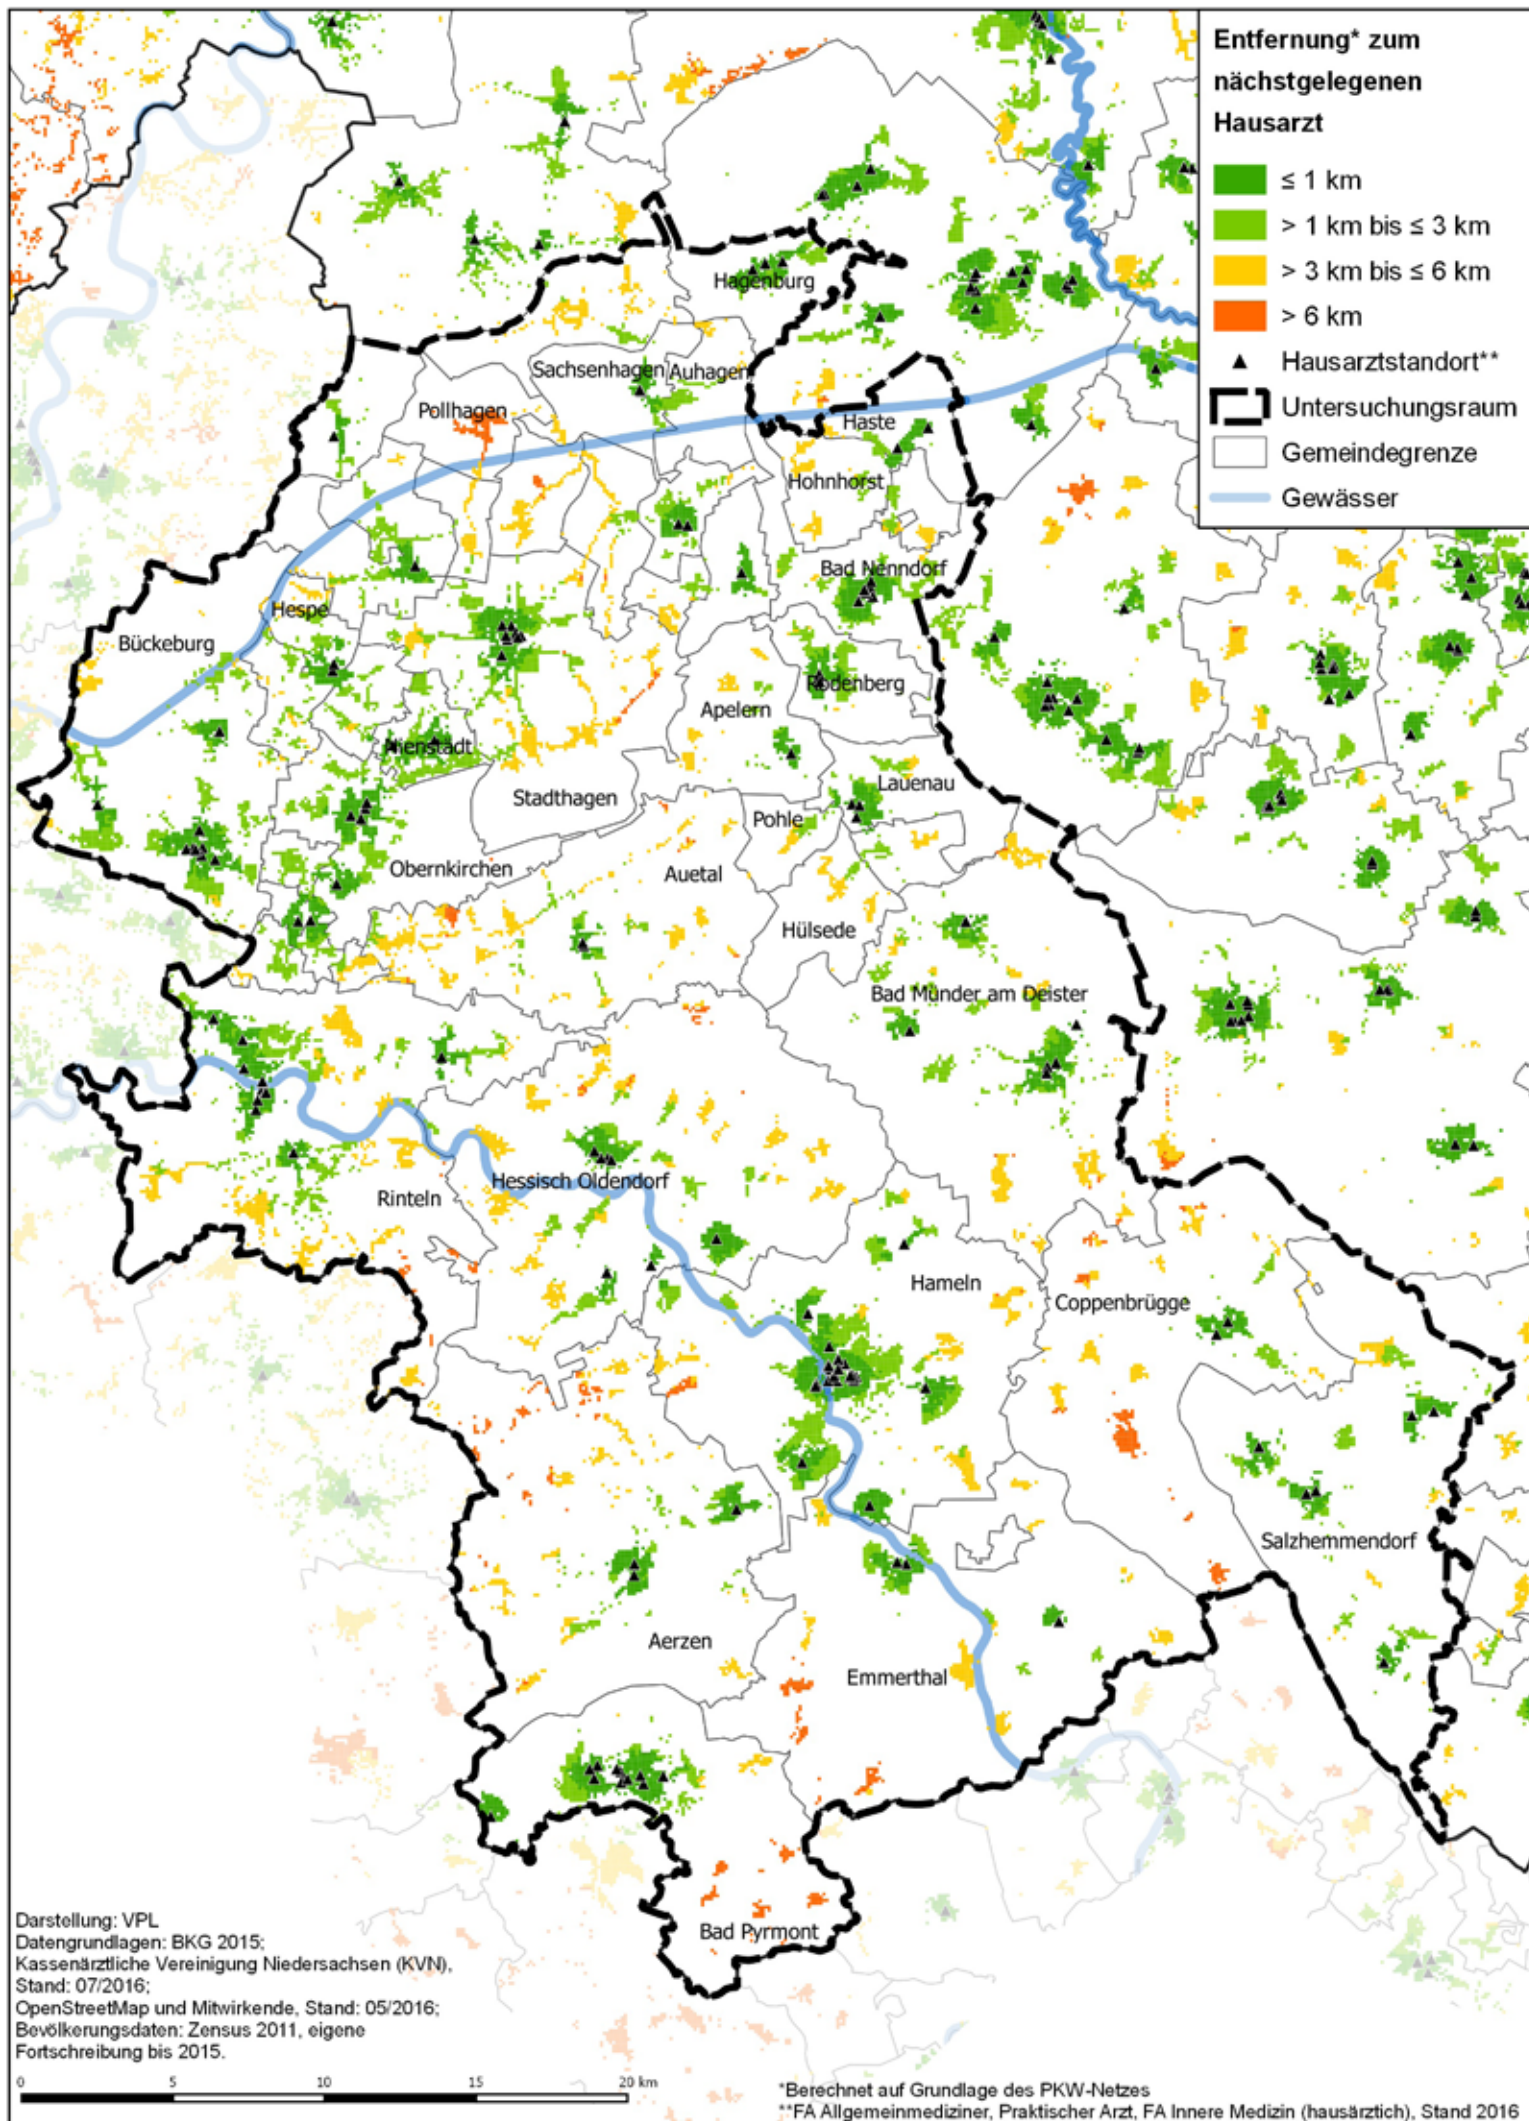 Entfernung* zum
nächstgelegenen
Hausarzt
≤ 1 km
> 1 km bis ≤ 3 km
> 3 km bis ≤ 6 km
> 6 km
Hausarztstandort**
Untersuchungsraum
Gemeindegrenze
Gewässer
Hagenburg
Sachsenhagen
Auhagen
Pollhagen
Haste
Hohnhorst
Bad Nenndorf
Hespe
Bückeburg
Rodenberg
Apelern
Nienstädt
Lauenau
Stadthagen
Pohle
Obernkirchen
Auetal
Hülsede
Bad Münder am Deister
Hessisch Oldendorf
Rinteln
Hameln
Coppenbrügge
Salzhemmendorf
Aerzen
Emmerthal
Bad Pyrmont
Darstellung: VPL
Datengrundlagen: BKG 2015;
Kassenärztliche Vereinigung Niedersachsen (KVN),
Stand: 07/2016;
OpenStreetMap und Mitwirkende, Stand: 05/2016;
Bevölkerungsdaten: Zensus 2011, eigene
Fortschreibung bis 2015.
0 5 10 15 20 km
*Berechnet auf Grundlage des PKW-Netzes
**FA Allgemeinmediziner, Praktischer Arzt, FA Innere Medizin (hausärztich), Stand 2016